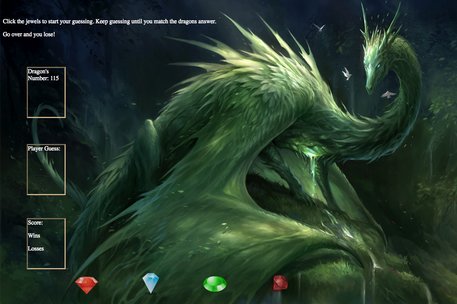 Click the jewels to start your guessing. Keep guessing until you match the dragons answer.
Go over and you lose!
Dragon's
Number: 115
Player Guess:
Score:
Wins
Losses